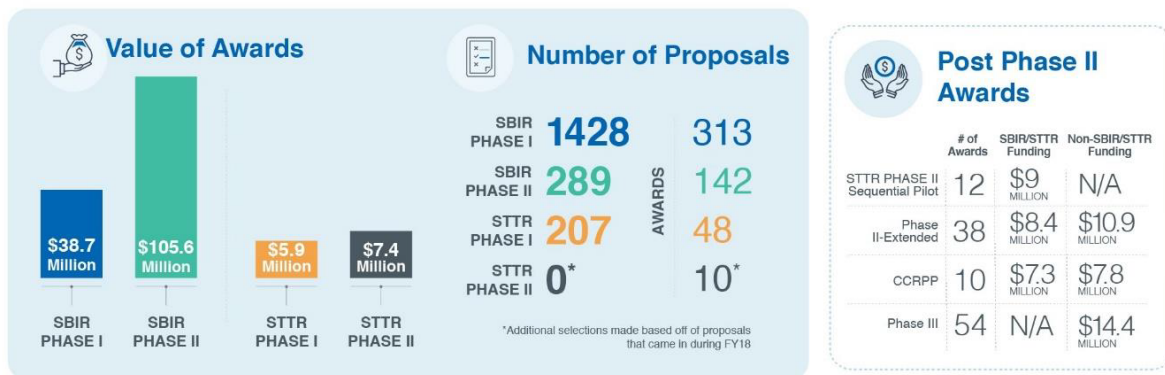 Value of Awards
$38.7
Million
$105.6
Million
$5.9
Million
$7.4
Million
SBIR
PHASE I
SBIR
PHASE II
STTR
PHASE I
STTR
PHASE II
Number of Proposals
SBIR
PHASE I
1428
313
SBIR
PHASE II
289
142
STTR
PHASE I
207
48
STTR
PHASE II
0*
10*
AWARDS
*Additional selections made based off of proposals
that came in during FY18
Post Phase II
Awards
# of
Awards
SBIR/STTR
Funding
Non-SBIR/STTR
Funding
STTR PHASE II
Sequential Pilot
12
$9
MILLION
N/A
Phase
II-Extended
38
$8.4
MILLION
$10.9
MILLION
CCRPP
10
$7.3
MILLION
$7.8
MILLION
Phase III
54
N/A
$14.4
MILLION